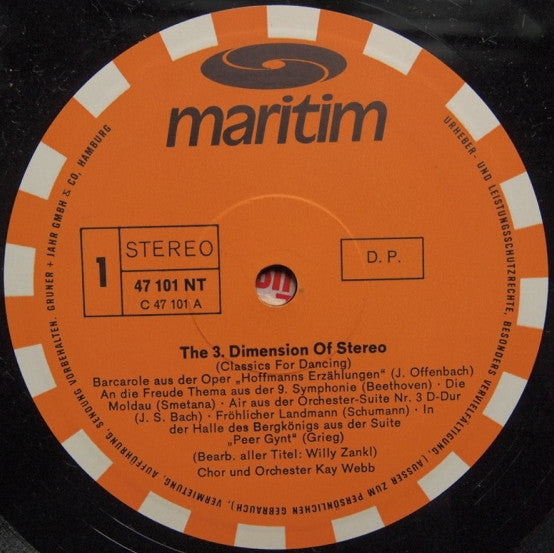 maritim
1
STEREO
47 101 NT
C 47 101 A
D. P.
The 3. Dimension Of Stereo
(Classics For Dancing)
Barcarole aus der Oper „Hoffmanns Erzählungen“ (J. Offenbach)
An die Freude Thema aus der 9. Symphonie (Beethoven) · Die
Moldau (Smetana) · Air aus der Orchester-Suite Nr. 3 D-Dur
(J. S. Bach) · Fröhlicher Landmann (Schumann) · In
der Halle des Bergkönigs aus der Suite
„Peer Gynt“ (Grieg)
(Bearb. aller Titel: Willy Zankl)
Chor und Orchester Kay Webb
URHEBER- UND LEISTUNGSSCHUTZRECHTE, BESONDERS VERVIELFÄLTIGUNG, (AUSSER ZUM PERSÖNLICHEN GEBRAUCH), VERMIETUNG, AUFFÜHRUNG, SENDUNG VORBEHALTEN. GRUNER + JAHR GMBH & CO, HAMBURG